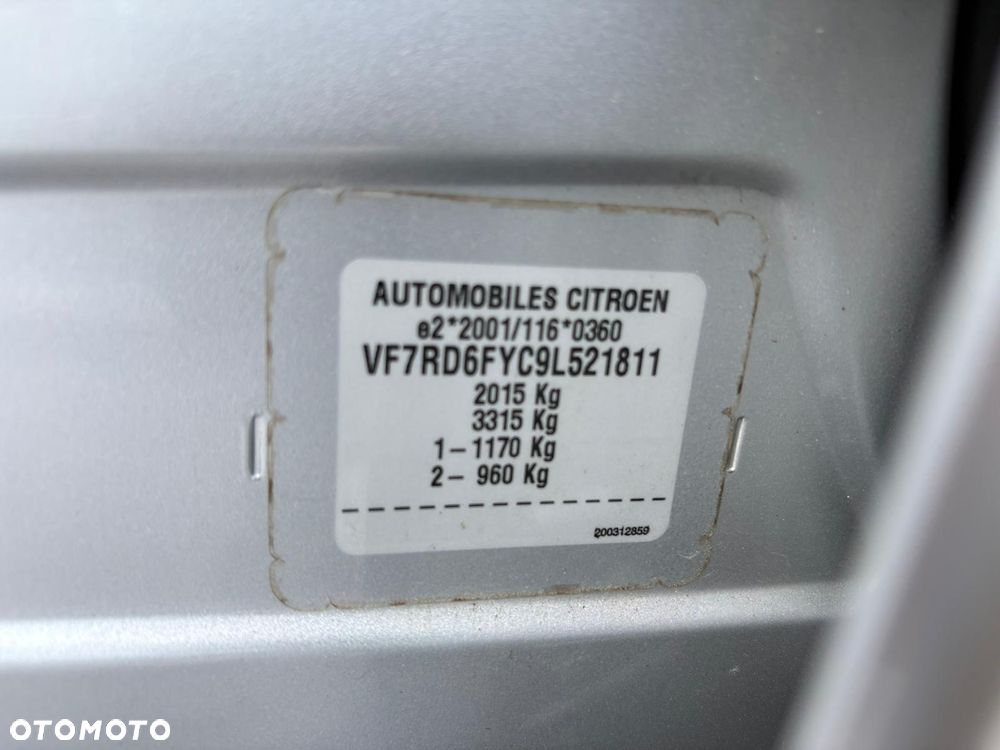 AUTOMOBILES CITROEN
e2*2001/116*0360
VF7RD6FYC9L521811
2015 Kg
3315 Kg
1 – 1170 Kg
2 – 960 Kg
200312859
OTOMOTO